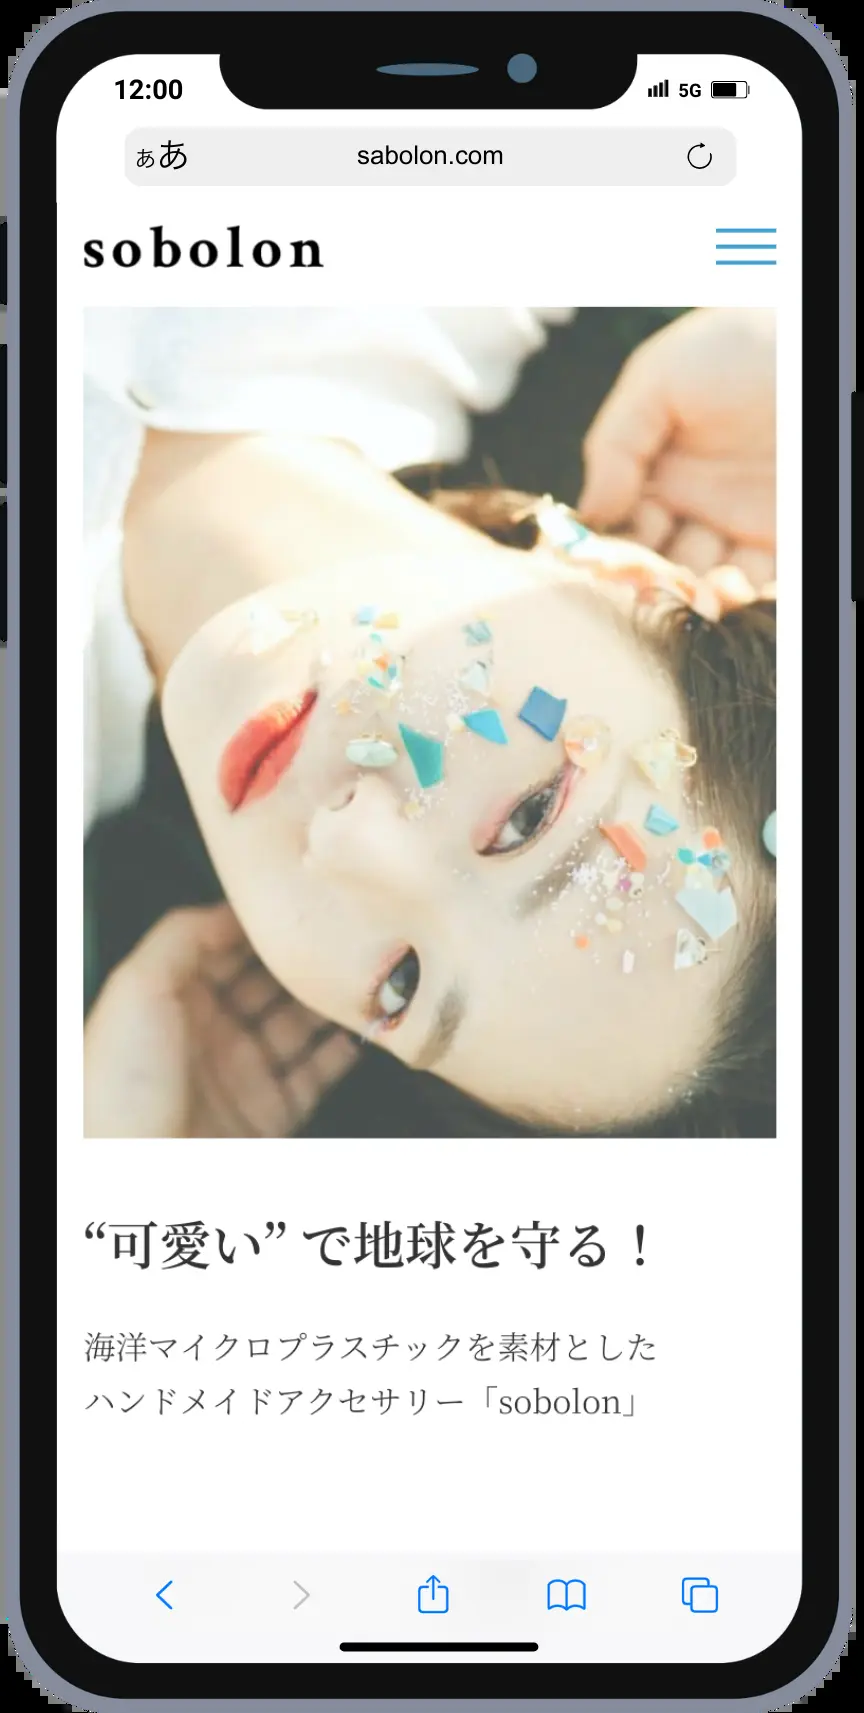 12:00 5G
ぁあ sabolon.com
sobolon
“可愛い” で地球を守る！
海洋マイクロプラスチックを素材とした
ハンドメイドアクセサリー「sobolon」